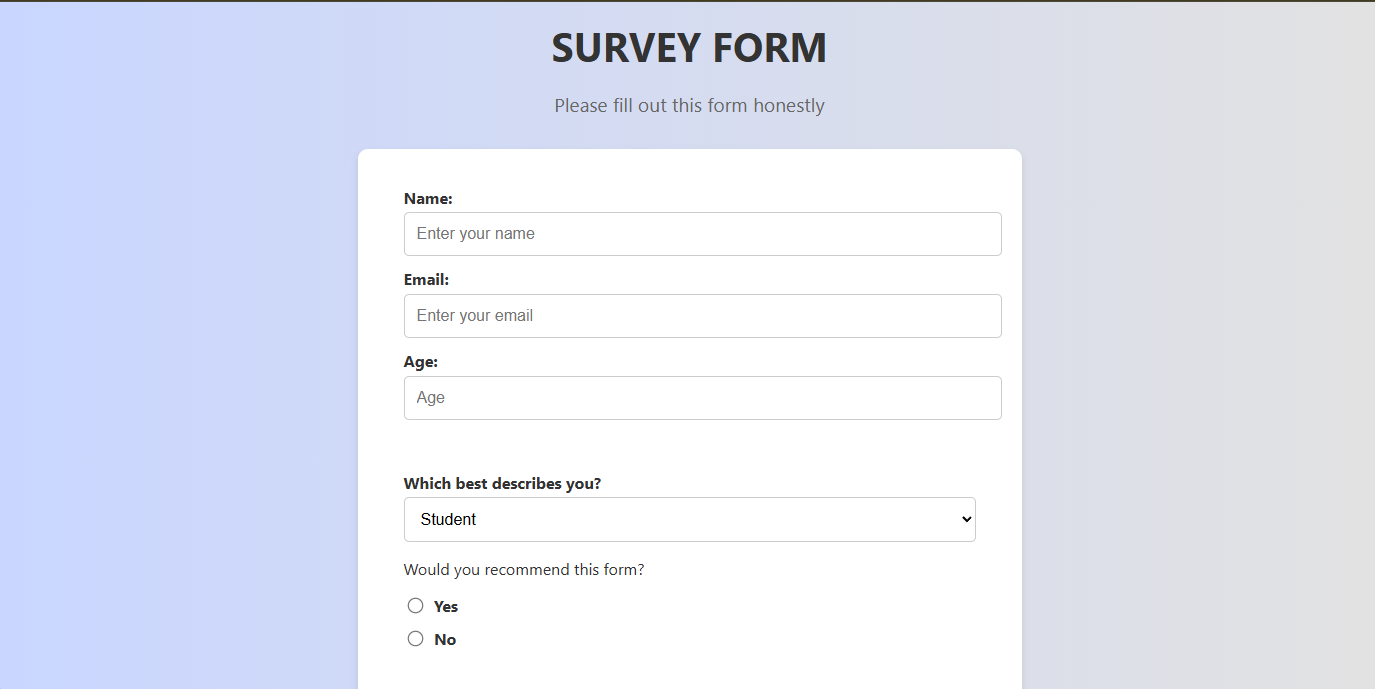 SURVEY FORM
Please fill out this form honestly
Name:
Enter your name
Email:
Enter your email
Age:
Age
Which best describes you?
Student
Would you recommend this form?
Yes
No